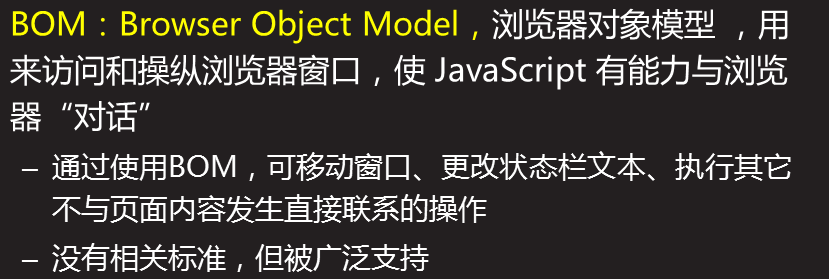 BOM：Browser Object Model，浏览器对象模型 ，用
来访问和操纵浏览器窗口，使 JavaScript 有能力与浏览
器“对话”
– 通过使用BOM，可移动窗口、更改状态栏文本、执行其它
不与页面内容发生直接联系的操作
– 没有相关标准，但被广泛支持